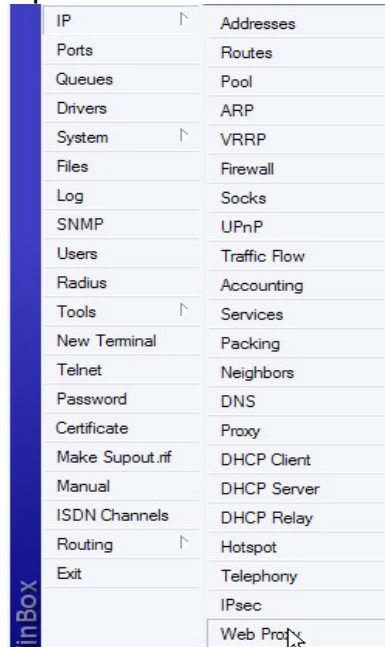 IP
Ports
Queues
Drivers
System
Files
Log
SNMP
Users
Radius
Tools
New Terminal
Telnet
Password
Certificate
Make Supout.rif
Manual
ISDN Channels
Routing
Exit
Addresses
Routes
Pool
ARP
VRRP
Firewall
Socks
UPnP
Traffic Flow
Accounting
Services
Packing
Neighbors
DNS
Proxy
DHCP Client
DHCP Server
DHCP Relay
Hotspot
Telephony
IPsec
Web Proxy
inBox